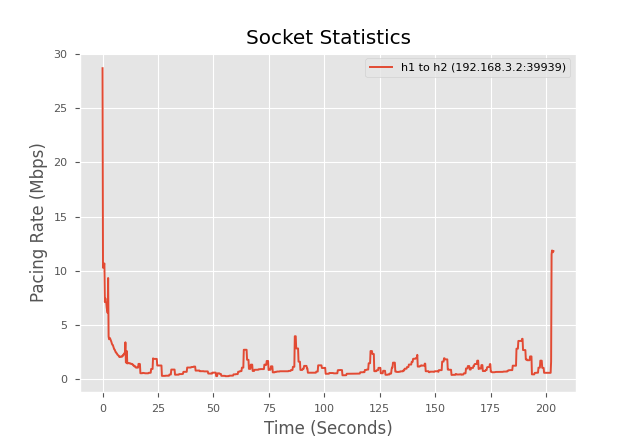 Socket Statistics
h1 to h2 (192.168.3.2:39939)
30
25
20
15
10
5
0
Pacing Rate (Mbps)
0 25 50 75 100 125 150 175 200
Time (Seconds)